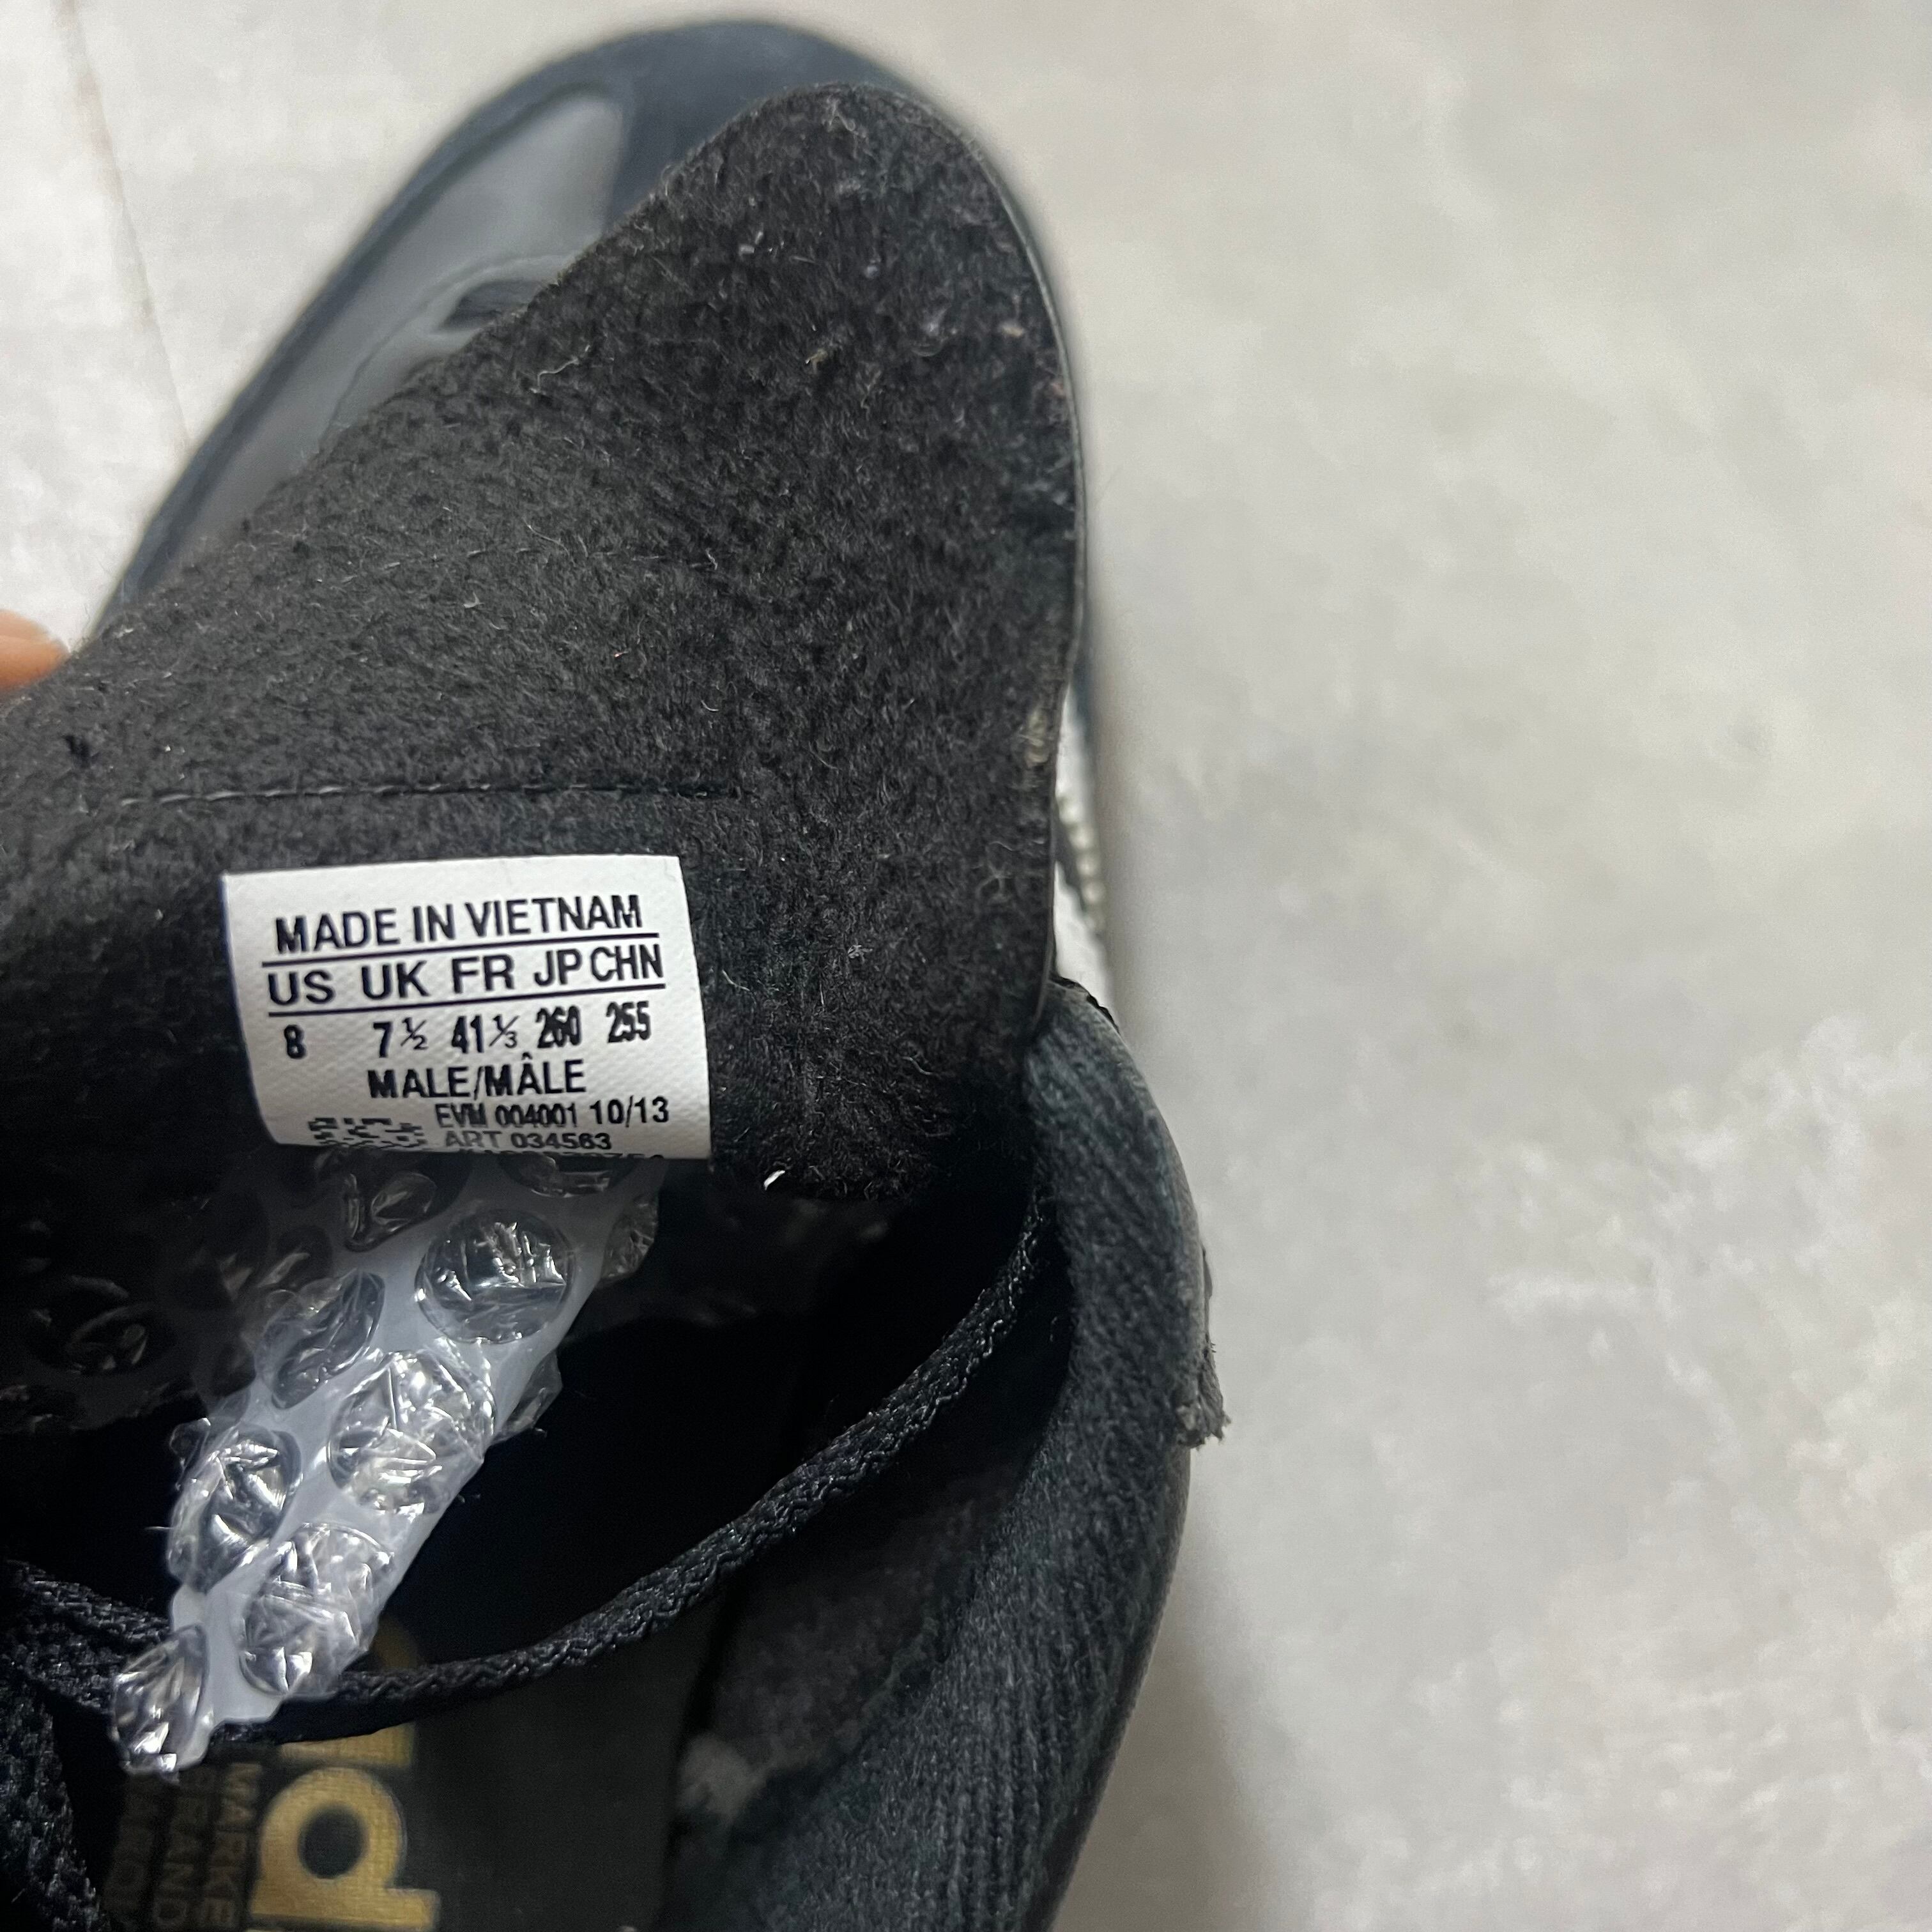 MADE IN VIETNAM
US UK FR JP CHN
8 7½ 41⅓ 260 255
MALE/MÂLE
EVM 004001 10/13
ART 034563